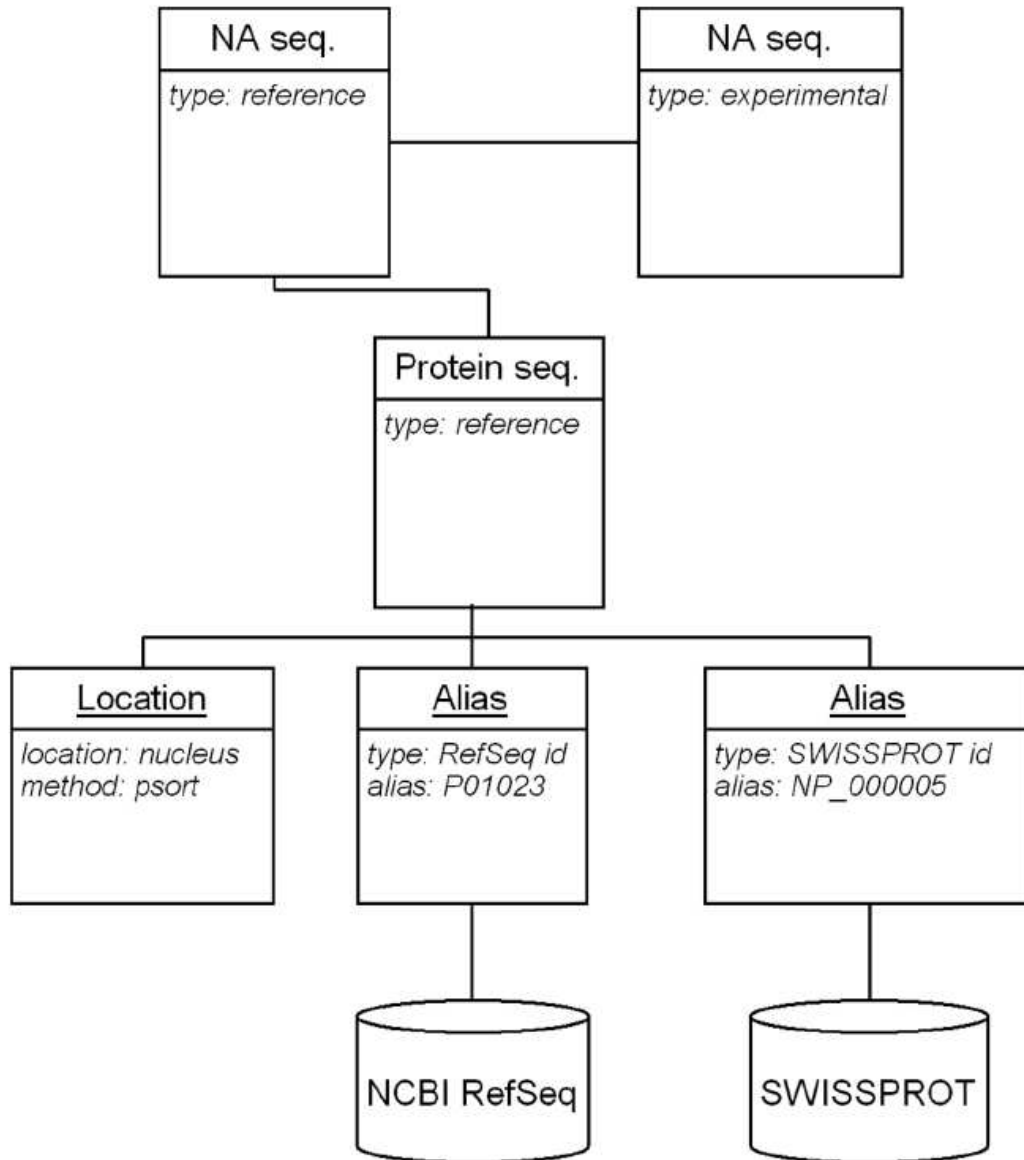 NA seq.
type: reference
NA seq.
type: experimental
Protein seq.
type: reference
Location
location: nucleus
method: psort
Alias
type: RefSeq id
alias: P01023
Alias
type: SWISSPROT id
alias: NP_000005
NCBI RefSeq
SWISSPROT